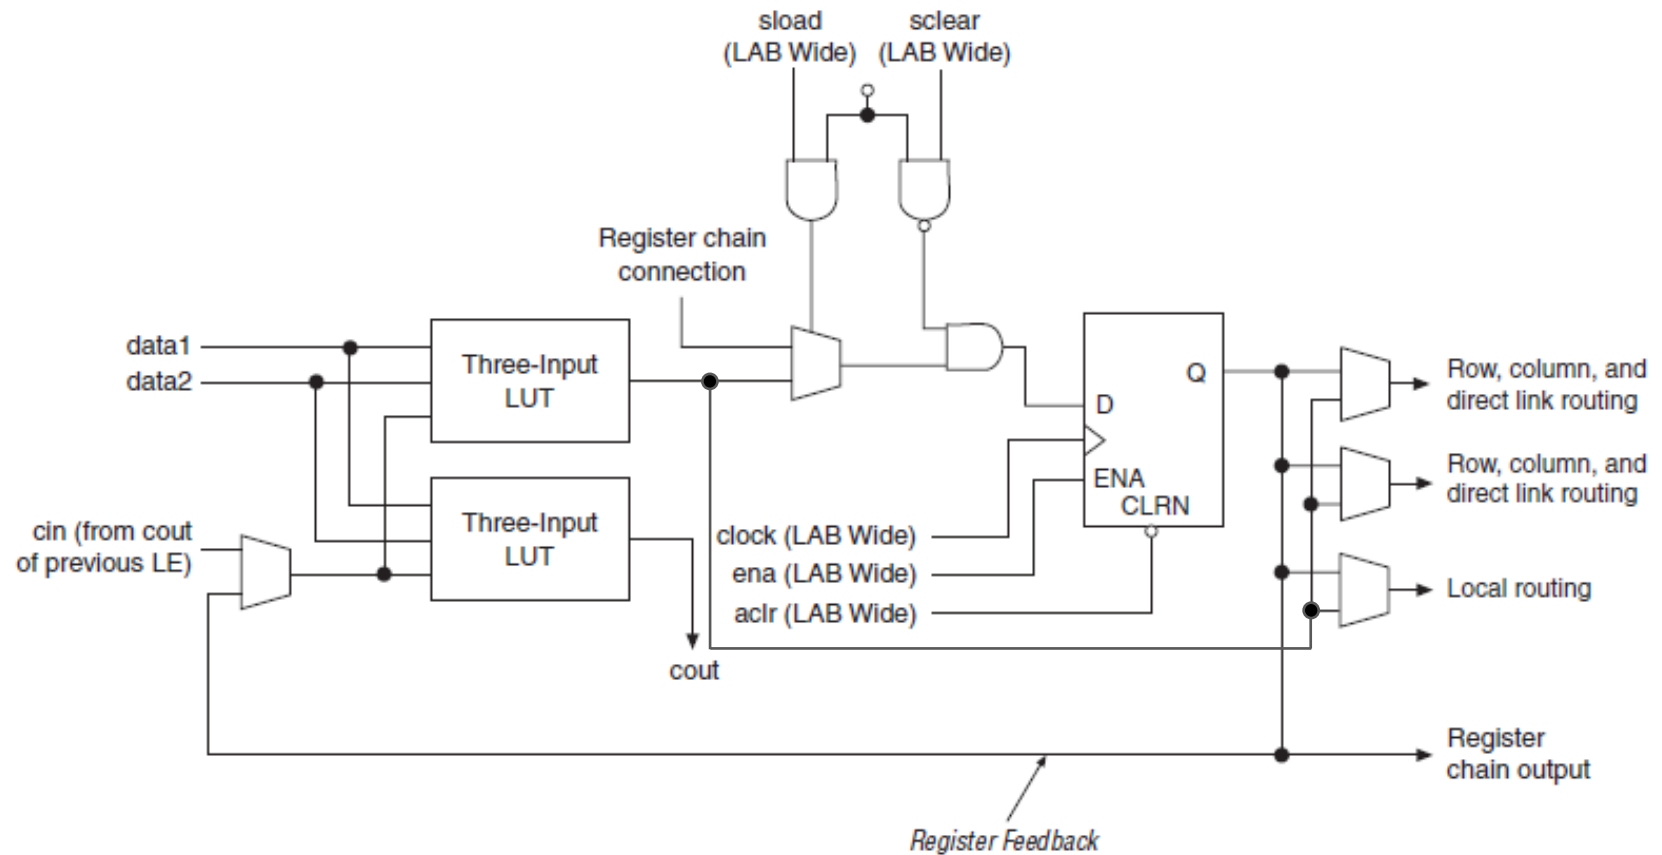 sload
(LAB Wide)
sclear
(LAB Wide)
Register chain
connection
data1
data2
Three-Input
LUT
Three-Input
LUT
cin (from cout
of previous LE)
cout
D
Q
ENA
CLRN
clock (LAB Wide)
ena (LAB Wide)
aclr (LAB Wide)
Row, column, and
direct link routing
Row, column, and
direct link routing
Local routing
Register
chain output
Register Feedback